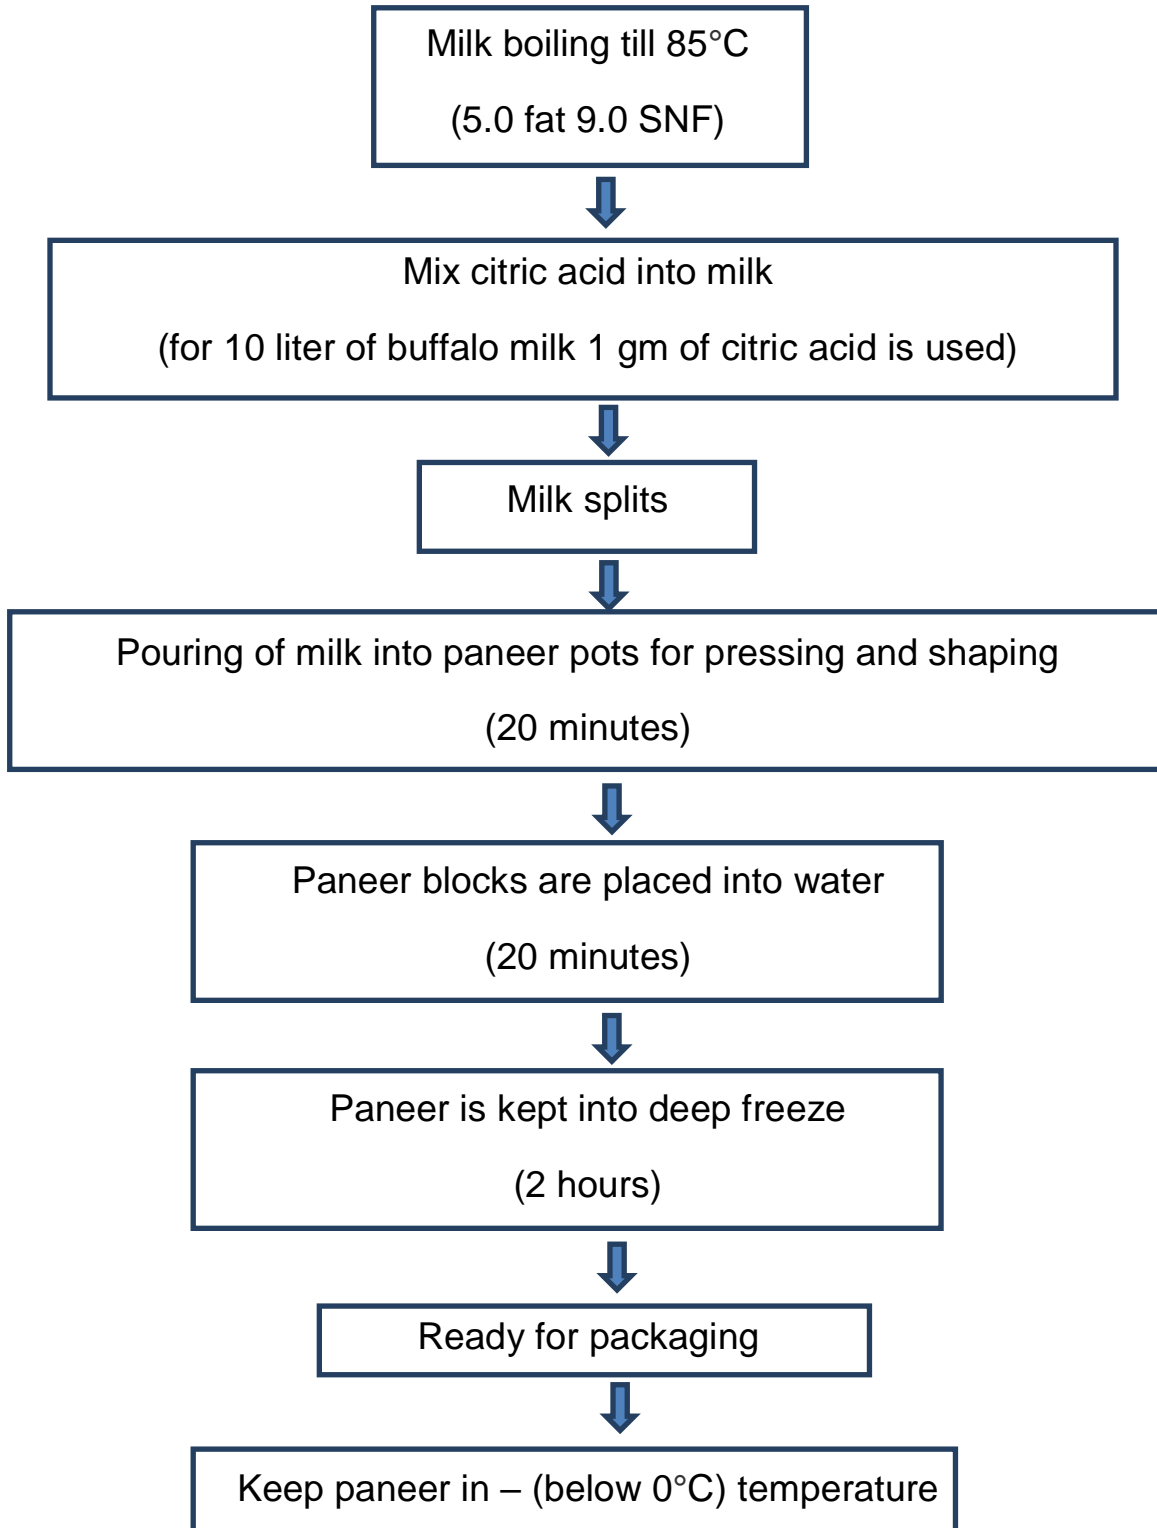 Milk boiling till 85°C
(5.0 fat 9.0 SNF)
Mix citric acid into milk
(for 10 liter of buffalo milk 1 gm of citric acid is used)
Milk splits
Pouring of milk into paneer pots for pressing and shaping
(20 minutes)
Paneer blocks are placed into water
(20 minutes)
Paneer is kept into deep freeze
(2 hours)
Ready for packaging
Keep paneer in – (below 0°C) temperature